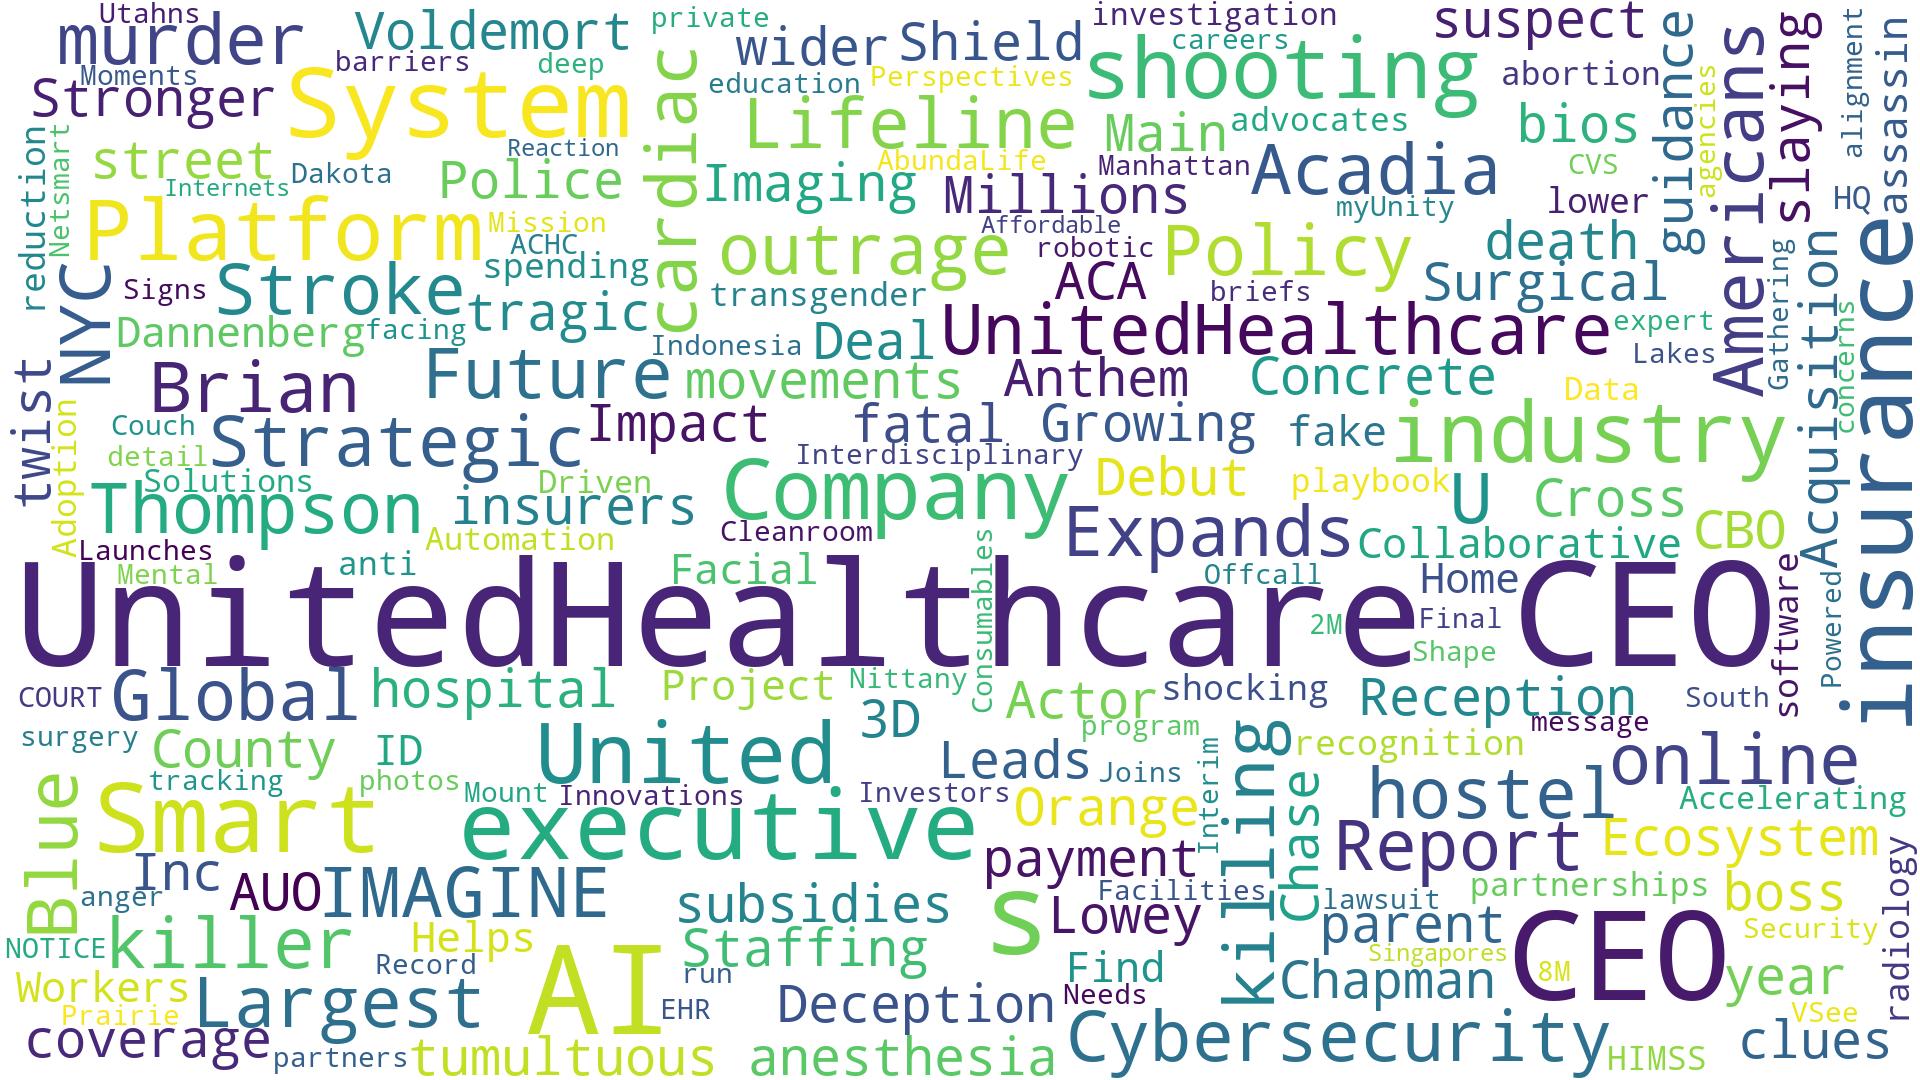 Utahns
murder
Voldemort
private
wider
Shield
investigation
careers
shooting
suspect
guidance
Americans
slaying
alignment
assassin
Moments
barriers
deep
education
Perspectives
abortion
agencies
Stronger
System
cardiac
Lifeline
Main
advocates
bios
reduction
Netsmart
street
Internets
Dakota
Reaction
Police
Imaging
AbundaLife
Manhattan
Acadia
CVS
lower
HQ
Platform
Mission
ACHC
spending
Millions
Affordable
myUnity
outrage
robotic
Policy
death
Gathering
Acquisition
insurance
NYC
Signs
Stroke
tragic
transgender
ACA
briefs
Surgical
Dannenberg
facing
Indonesia
Deal
UnitedHealthcare
expert
Lakes
concerns
twist
Brian
Future
movements
Anthem
Concrete
Data
Adoption
Couch
Strategic
Impact
fatal
Growing
fake
industry
detail
Solutions
Interdisciplinary
Thompson
insurers
Driven
Company
Debut
playbook
U
Cross
Launches
Automation
Cleanroom
Consumables
Expands
Collaborative
CBO
Mental
anti
Facial
Offcall
Home
software
Powered
UnitedHealthcare CEO
2M
Final
Shape
COURT
Global
hospital
Project
Nittany
Actor
shocking
Reception
South
surgery
County
ID
United
3D
program
Leads
Joins
Interim
killing
recognition
message
online
Blue
tracking
photos
Mount
Innovations
Investors
Orange
Chase
hostel
Accelerating
Smart
executive
payment
Report
Ecosystem
radiology
Inc
anger
AUO
IMAGINE
subsidies
s
Facilities
Lowey
lawsuit
partnerships
boss
NOTICE
killer
Helps
Staffing
parent
CEO
Security
Workers
Record
AI
run
Find
Singapores
8M
year
Prairie
Largest
EHR
Deception
Needs
Chapman
VSee
coverage
partners
tumultuous
anesthesia
Cybersecurity
HIMSS
clues